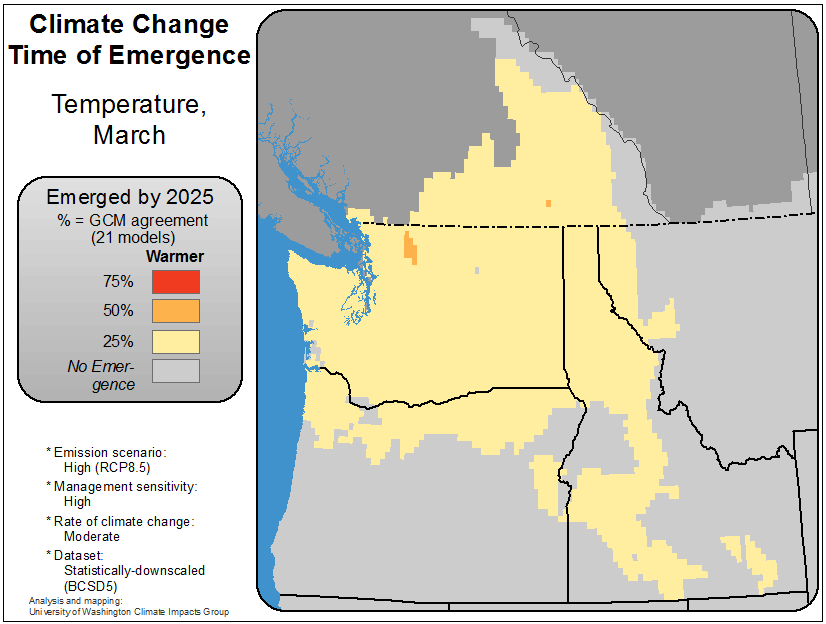 Climate Change
Time of Emergence
Temperature,
March
Emerged by 2025
% = GCM agreement
(21 models)
Warmer
75%
50%
25%
No Emer-
gence
* Emission scenario:
High (RCP8.5)
* Management sensitivity:
High
* Rate of climate change:
Moderate
* Dataset:
Statistically-downscaled
(BCSD5)
Analysis and mapping:
University of Washington Climate Impacts Group